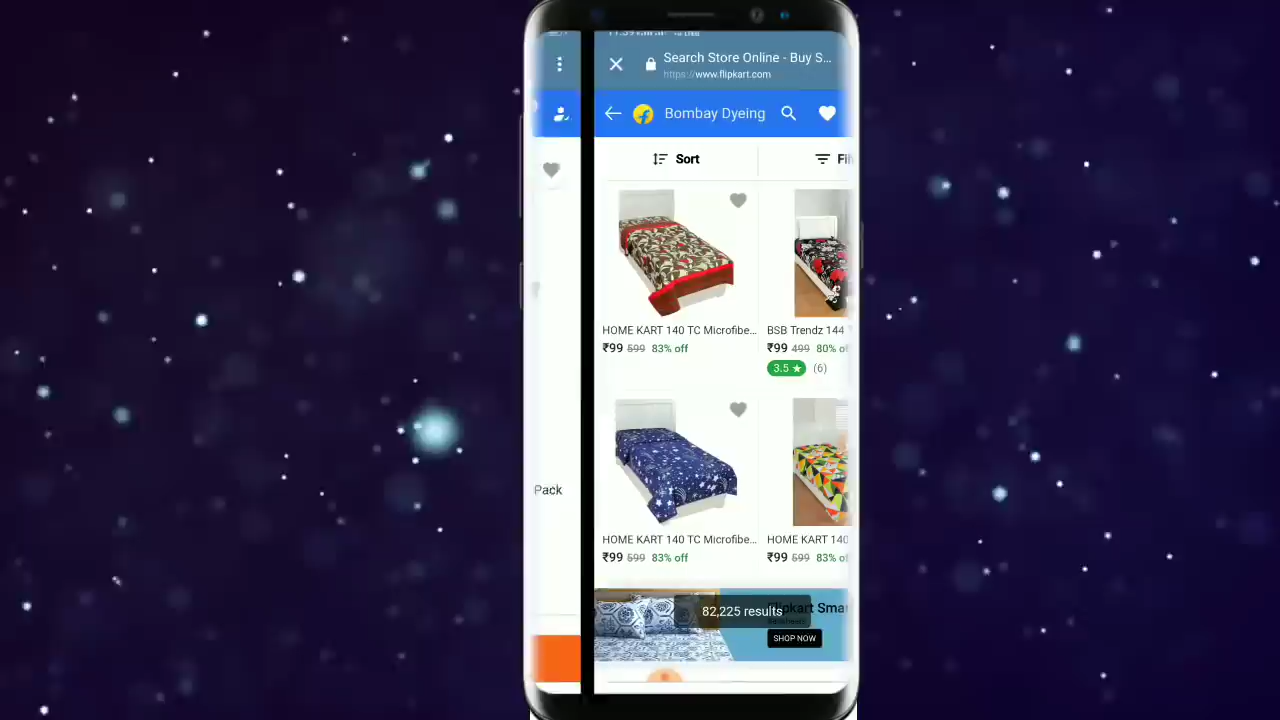 Search Store Online - Buy S...
https://www.flipkart.com
Bombay Dyeing
Sort
HOME KART 140 TC Microfibe...
₹99 599 83% off
BSB Trendz 144
₹99 499 80%
3.5 ★ (6)
Pack
HOME KART 140 TC Microfibe...
₹99 599 83% off
HOME KART 140
₹99 599 83%
82,225 results
Flipkart Smar
SHOP NOW